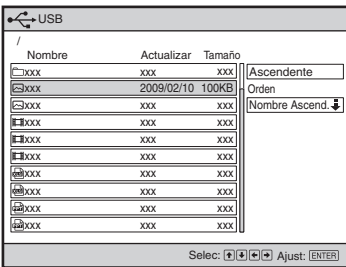 USB
/
Nombre Actualizar Tamaño
xxx xxx xxx Ascendente
xxx 2009/02/10 100KB Orden
xxx xxx xxx Nombre Ascend.
xxx xxx xxx
xxx xxx xxx
xxx xxx xxx
xxx xxx xxx
xxx xxx xxx
xxx xxx xxx
xxx xxx xxx
Selec: Ajust: ENTER